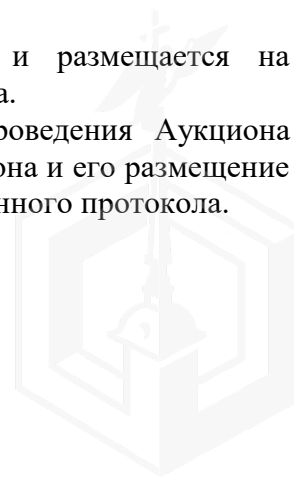 и размещается на
а.
роведения Аукциона
она и его размещение
нного протокола.